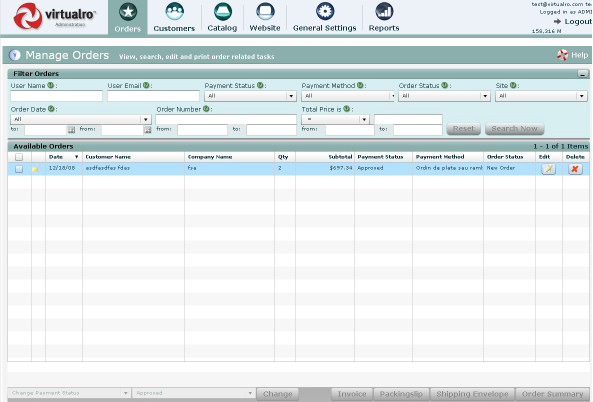 virtualro
Administration
Orders
Customers
Catalog
Website
General Settings
Reports
test@virtualro.com
Logged in as ADMI
Logout
158,316 M
Manage Orders View, search, edit and print order related tasks
Help
Filter Orders
User Name : User Email : Payment Status : Payment Method : Order Status : Site :
All All All All
Order Date : Order Number : Total Price is :
All =
to: from: from: to: from: to: Reset Search Now
Available Orders 1 - 1 of 1 Items
Date Customer Name Company Name Qty Subtotal Payment Status Payment Method Order Status Edit Delete
12/18/08 asdfasdfas fdas fsa 2 $697.34 Approved Ordin de plata sau ramb New Order
Change Payment Status Approved Change Invoice Packingslip Shipping Envelope Order Summary